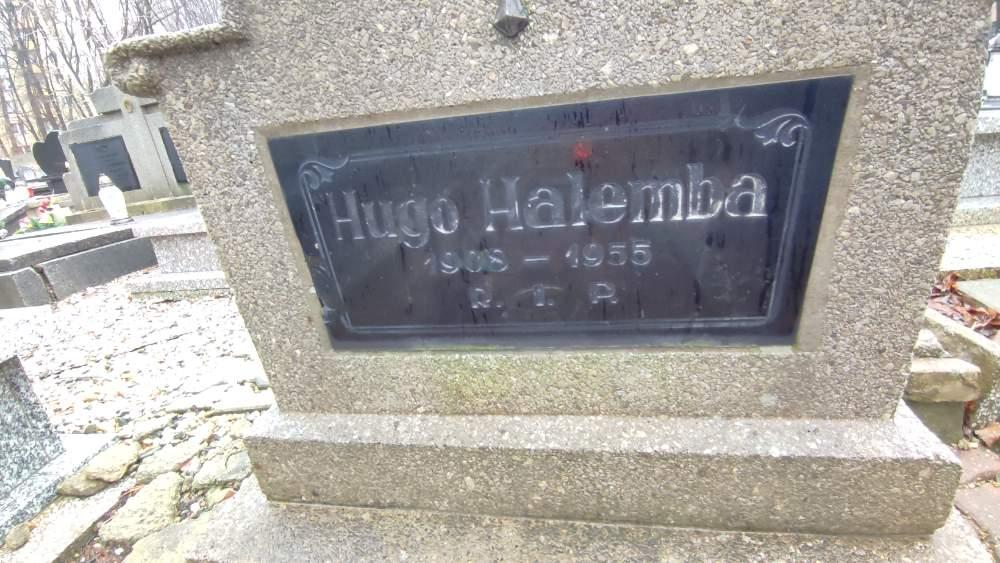 Hugo Halemba
1908 - 1955
R. I. P.